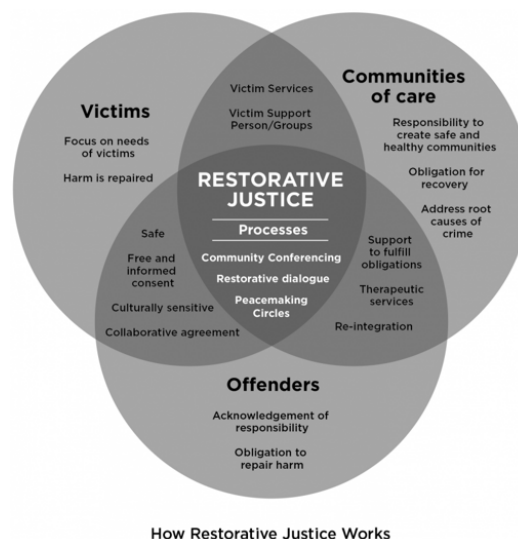 Victims
Focus on needs
of victims
Harm is repaired
Victim Services
Victim Support
Person/Groups
Communities
of care
Responsibility to
create safe and
healthy communities
Obligation for
recovery
Address root
causes of
crime
RESTORATIVE
JUSTICE
Processes
Community Conferencing
Restorative dialogue
Peacemaking
Circles
Safe
Free and
informed
consent
Culturally sensitive
Collaborative agreement
Support
to fulfill
obligations
Therapeutic
services
Re-integration
Offenders
Acknowledgement of
responsibility
Obligation to
repair harm
How Restorative Justice Works